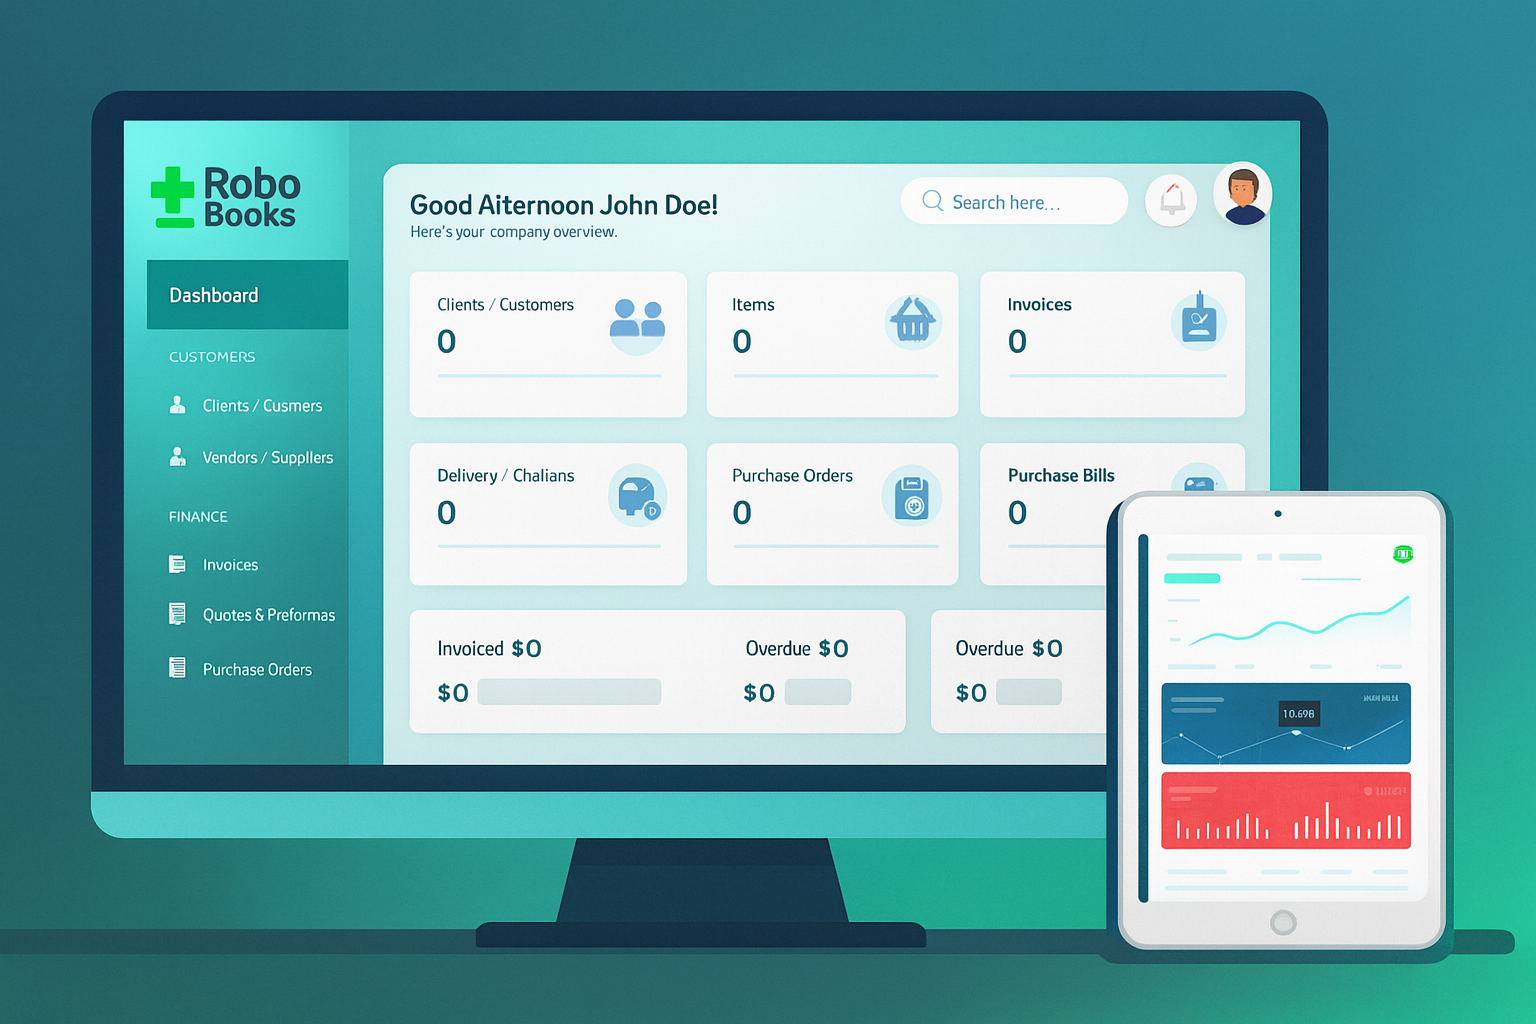 Robo
Books
Dashboard
CUSTOMERS
Clients / Cusmers
Vendors / Suppllers
FINANCE
Invoices
Quotes & Preformas
Purchase Orders
Good Aiternoon John Doe!
Here's your company overview.
Search here...
Clients / Customers
0
Items
0
Invoices
0
Delivery / Chalians
0
Purchase Orders
0
Purchase Bills
0
Invoiced $0
$0
Overdue $0
$0
Overdue $0
$0
10.698